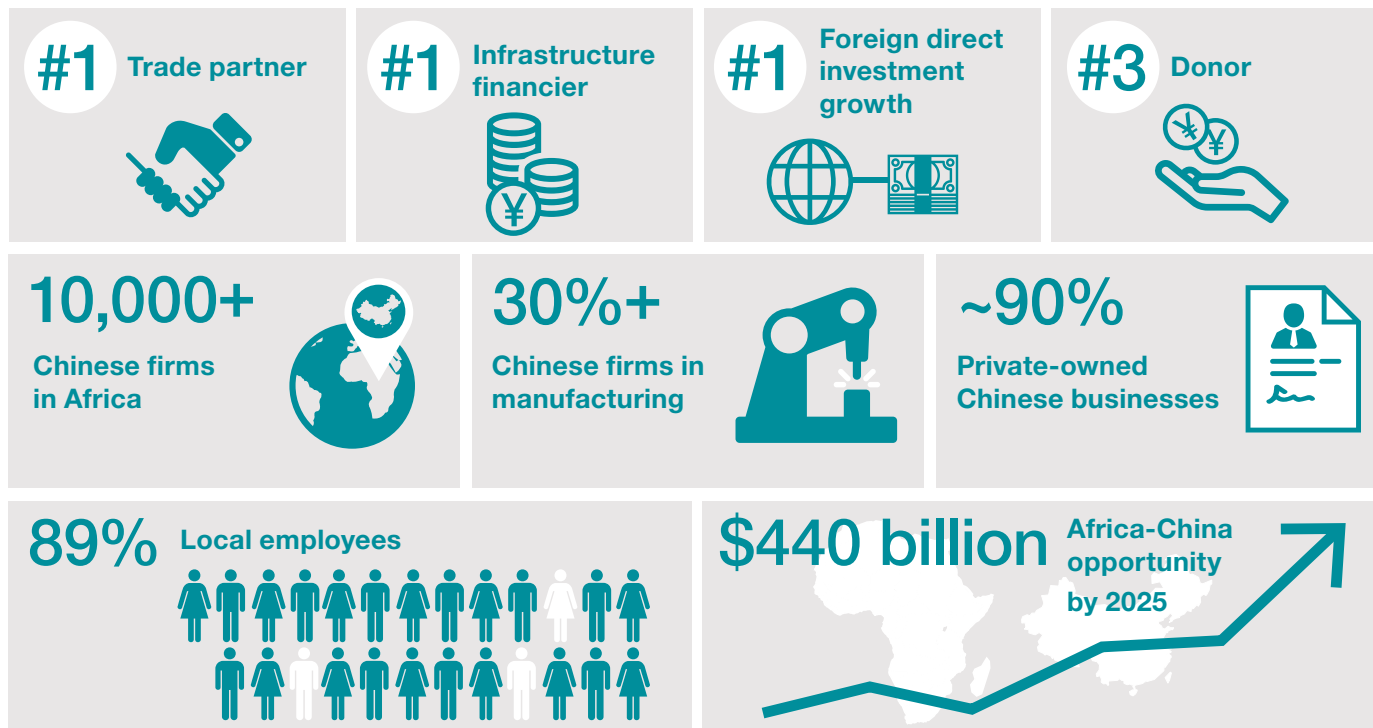 #1 Trade partner
#1 Infrastructure
financier
¥
#1 Foreign direct
investment
growth
#3 Donor
¥ ¥
10,000+
Chinese firms
in Africa
30%+
Chinese firms in
manufacturing
~90%
Private-owned
Chinese businesses
89% Local employees
$440 billion Africa-China
opportunity
by 2025